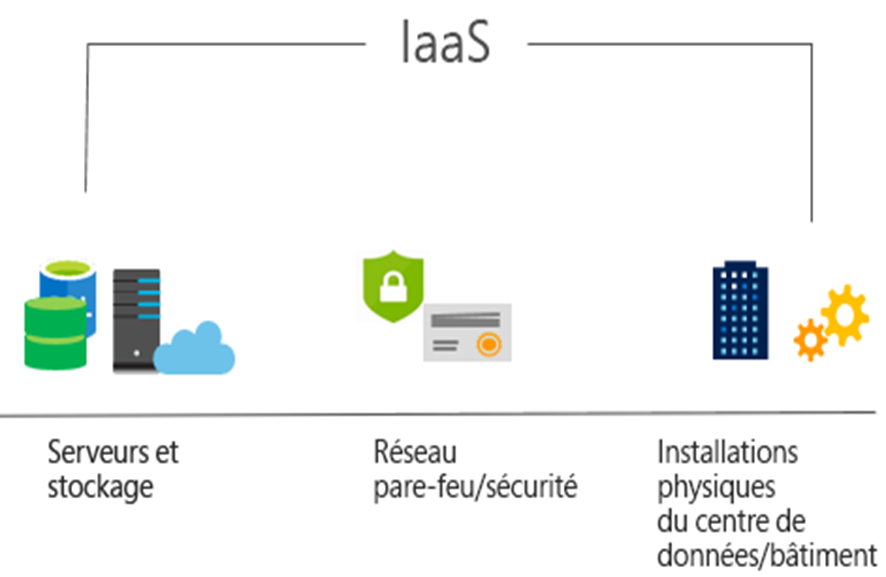 IaaS
Serveurs et
stockage
Réseau
pare-feu/sécurité
Installations
physiques
du centre de
données/bâtiment